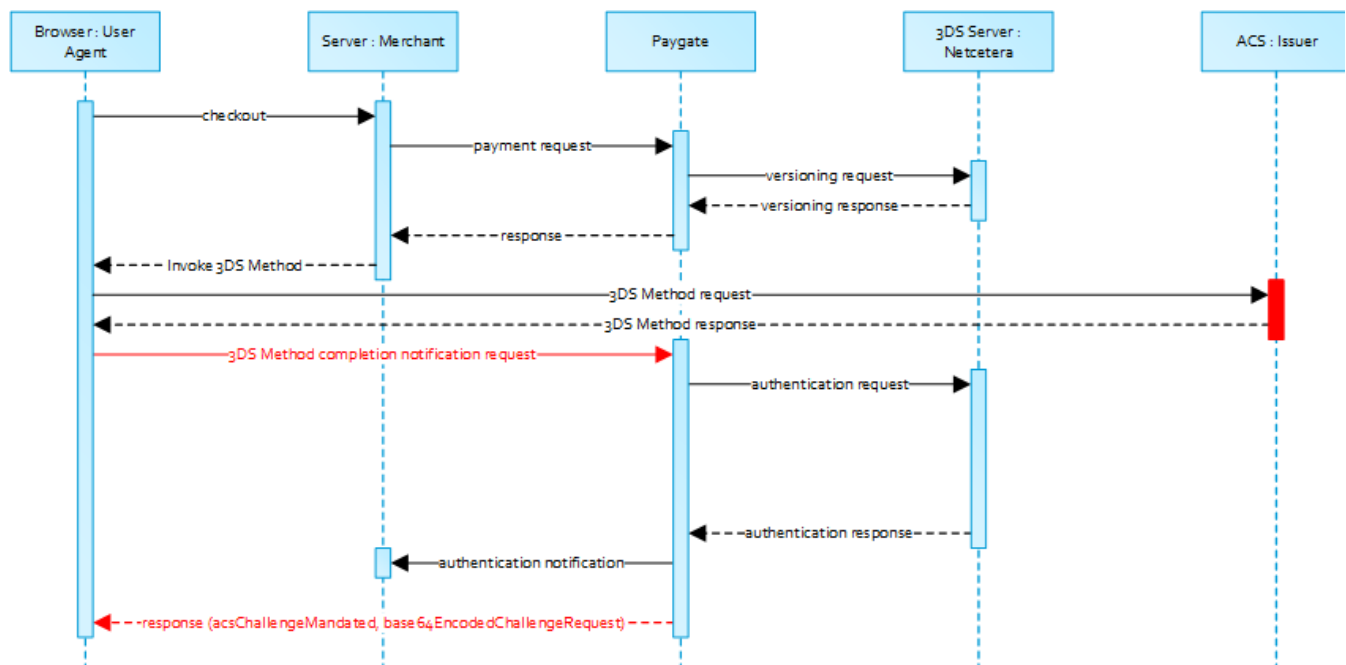 Browser : User
Agent
Server : Merchant
Paygate
3DS Server :
Netcetera
ACS : Issuer
checkout
payment request
versioning request
versioning response
response
Invoke 3DS Method
3DS Method request
3DS Method response
3DS Method completion notification request
authentication request
authentication response
authentication notification
response (acsChallengeMandated, base64EncodedChallengeRequest)